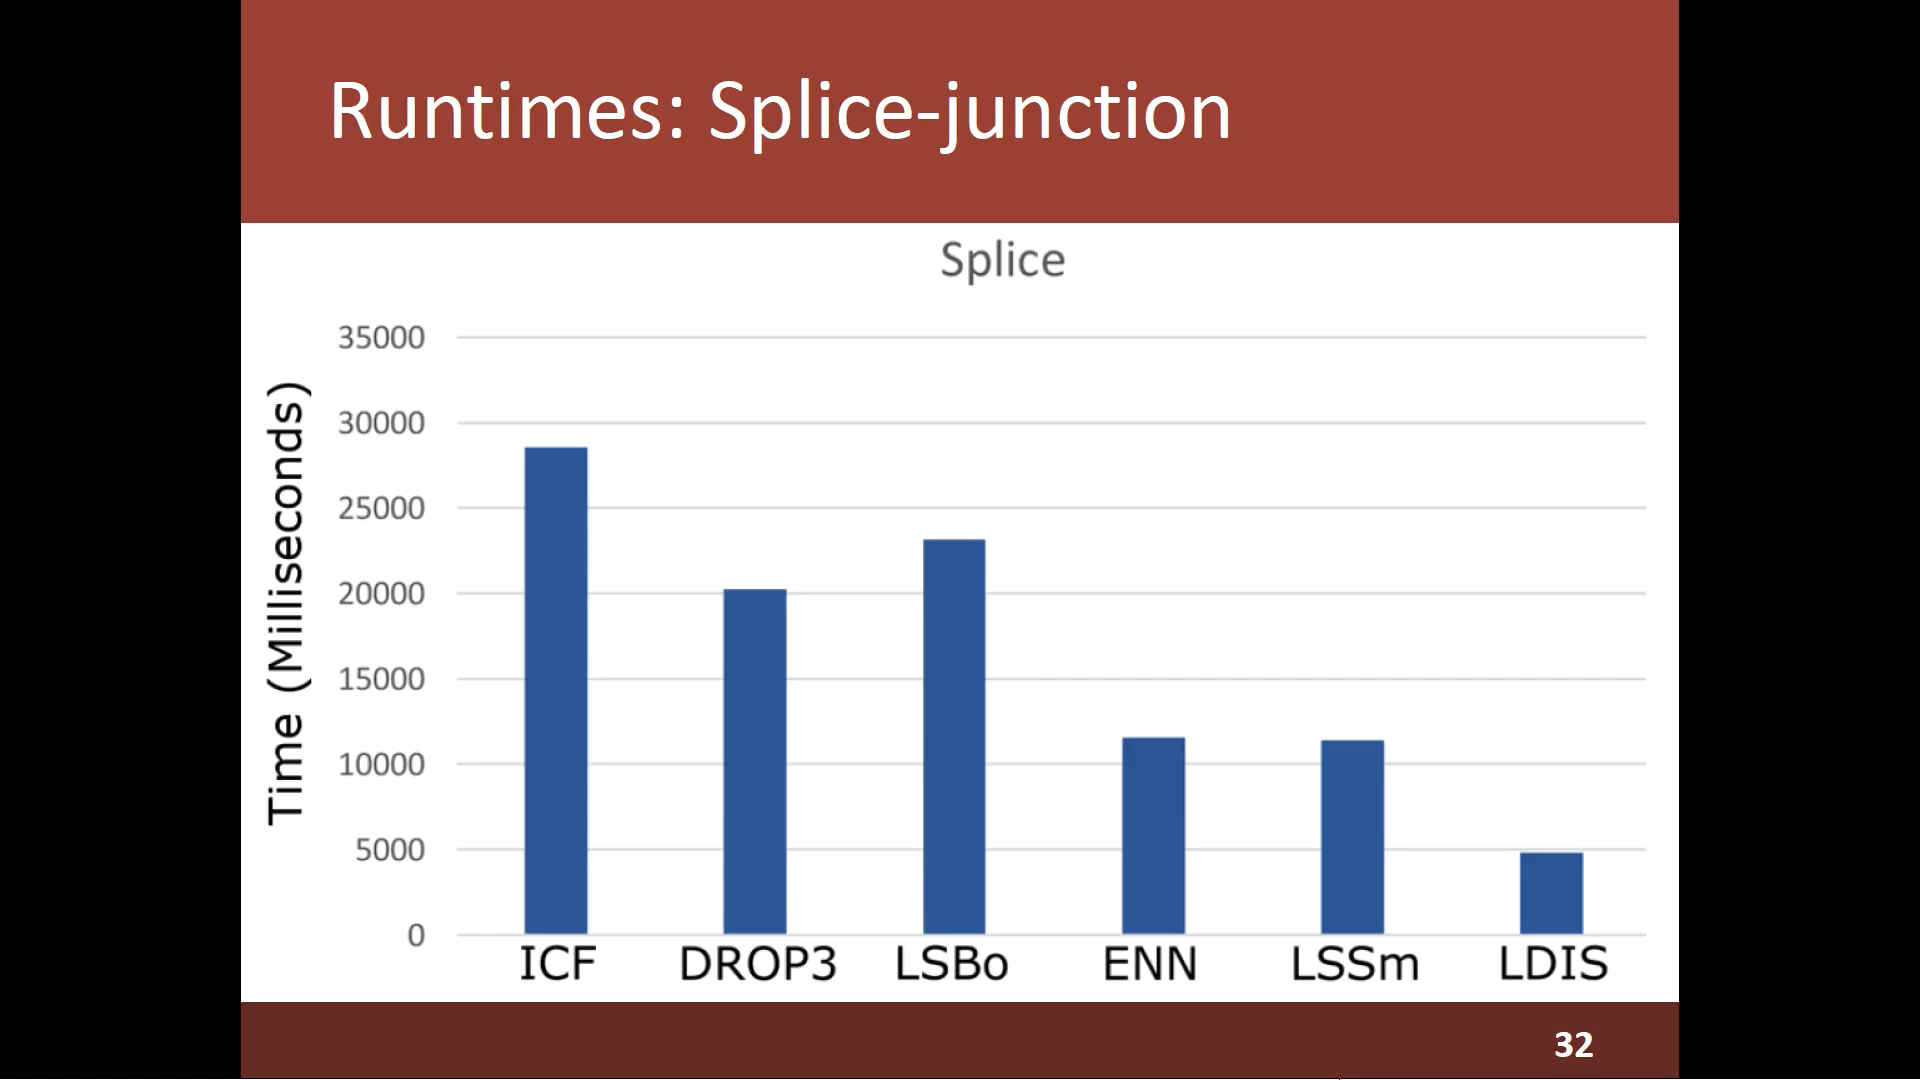 Runtimes: Splice-junction
Splice
Time (Milliseconds)
35000
30000
25000
20000
15000
10000
5000
0
ICF DROP3 LSBo ENN LSSm LDIS
32